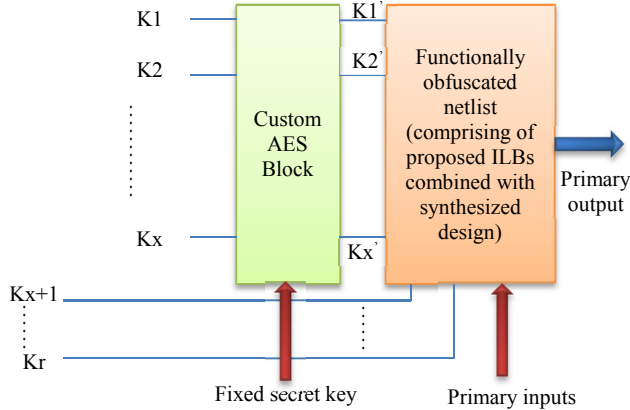 K1
K2
Kx
Kx+1
Kr
Custom
AES
Block
K1’
K2’
Kx’
Functionally
obfuscated
netlist
(comprising of
proposed ILBs
combined with
synthesized
design)
Primary
output
Fixed secret key
Primary inputs